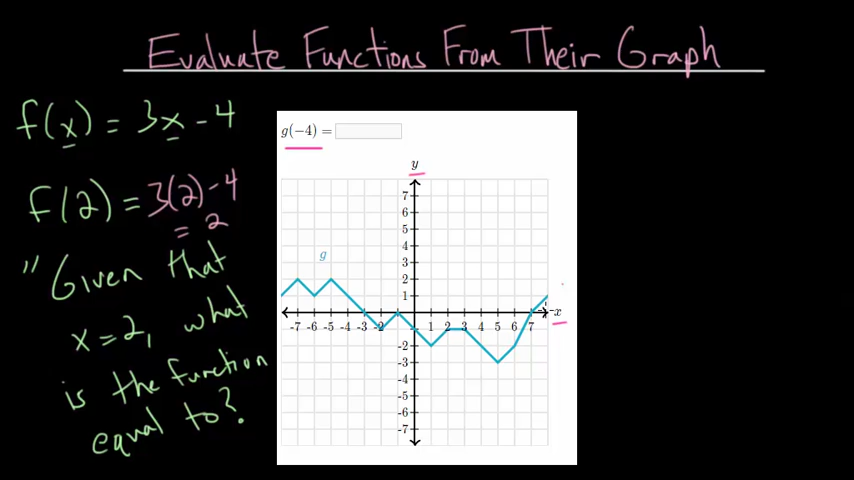 Evaluate Functions From Their Graph
f(x) = 3x - 4
f(2) = 3(2) - 4
= 2
"Given that
x = 2, what
is the function
equal to?
g(−4) =
y
7
6
5
4
g
3
2
1
x
-7 -6 -5 -4 -3 -2 1 2 3 4 5 6 7
-2
-3
-4
-5
-6
-7